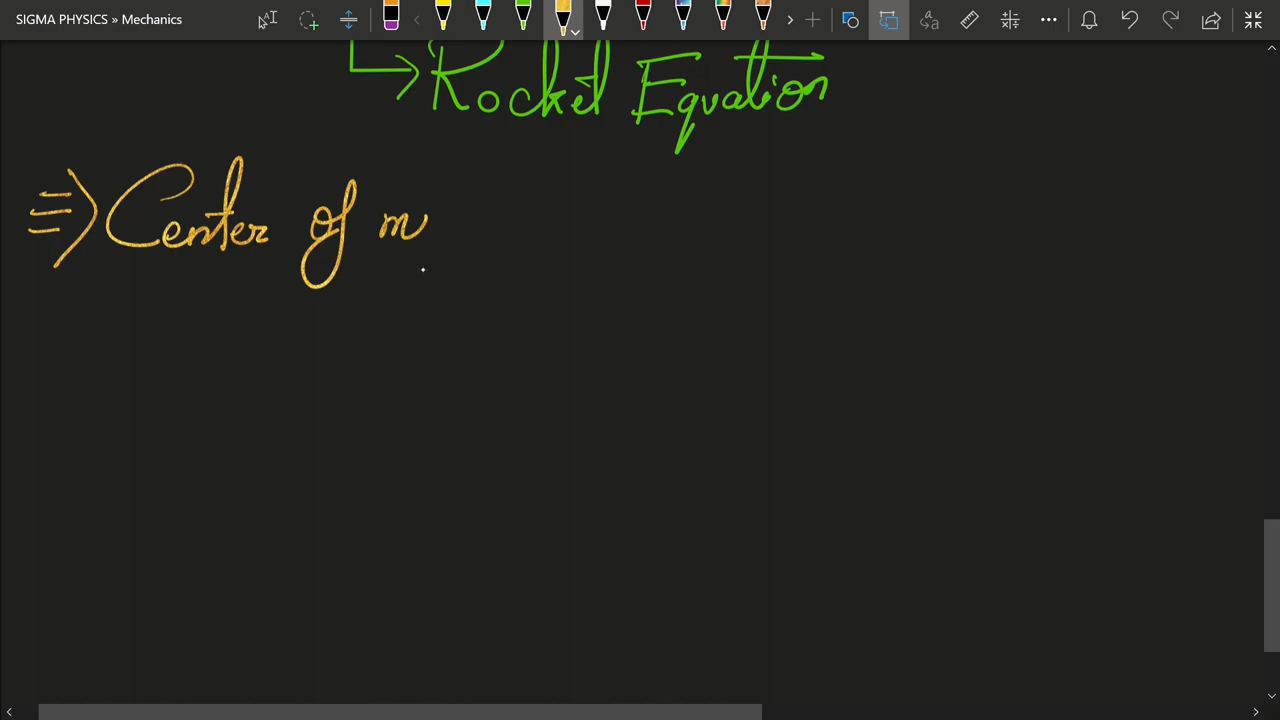 SIGMA PHYSICS » Mechanics
Rocket Equation
Center of m